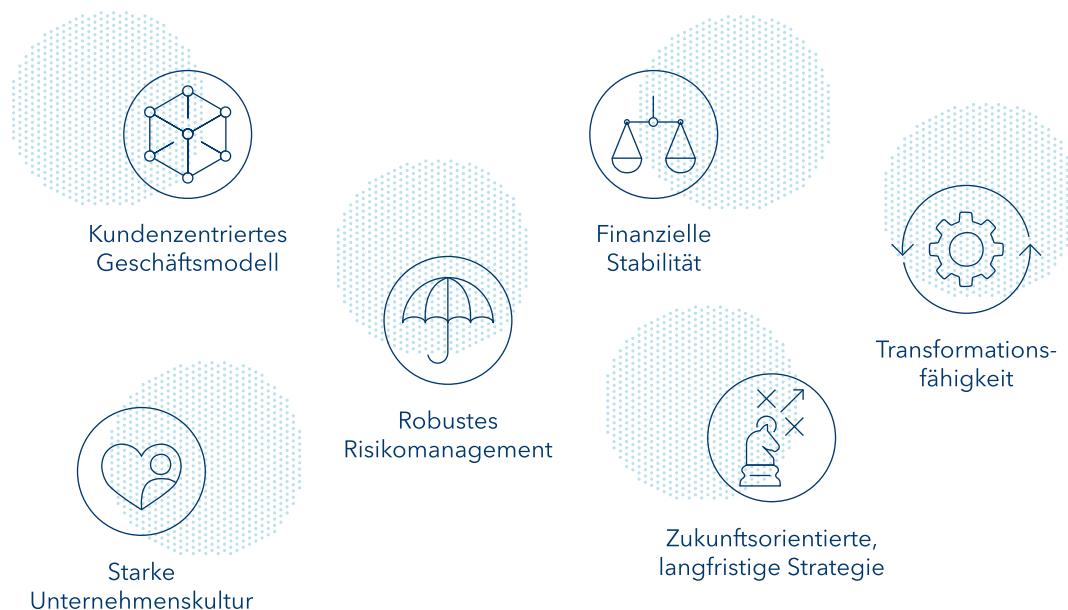 Kundenzentriertes
Geschäftsmodell
Finanzielle
Stabilität
Transformations-
fähigkeit
Robustes
Risikomanagement
Zukunftsorientierte,
langfristige Strategie
Starke
Unternehmenskultur